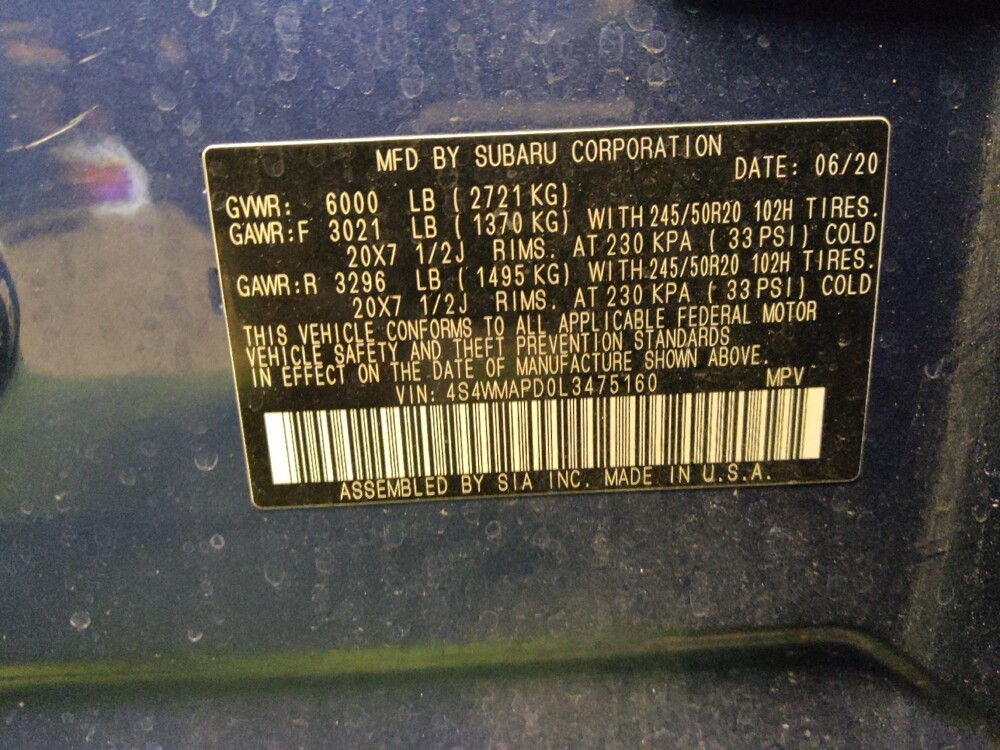 MFD BY SUBARU CORPORATION DATE: 06/20
GVWR: 6000 LB (2721 KG)
GAWR:F 3021 LB (1370 KG) WITH 245/50R20 102H TIRES.
20X7 1/2J RIMS. AT 230 KPA (33 PSI) COLD
GAWR:R 3296 LB (1495 KG) WITH 245/50R20 102H TIRES.
20X7 1/2J RIMS. AT 230 KPA (33 PSI) COLD
THIS VEHICLE CONFORMS TO ALL APPLICABLE FEDERAL MOTOR
VEHICLE SAFETY AND THEFT PREVENTION STANDARDS
IN EFFECT ON THE DATE OF MANUFACTURE SHOWN ABOVE.
VIN: 4S4WMAPD0L3475160 MPV
ASSEMBLED BY SIA INC. MADE IN U.S.A.